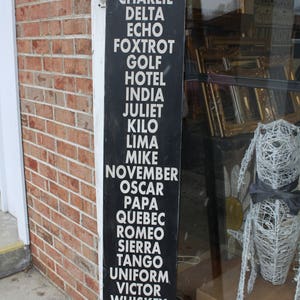 CHARLIE
DELTA
ECHO
FOXTROT
GOLF
HOTEL
INDIA
JULIET
KILO
LIMA
MIKE
NOVEMBER
OSCAR
PAPA
QUEBEC
ROMEO
SIERRA
TANGO
UNIFORM
VICTOR
WHISKEY